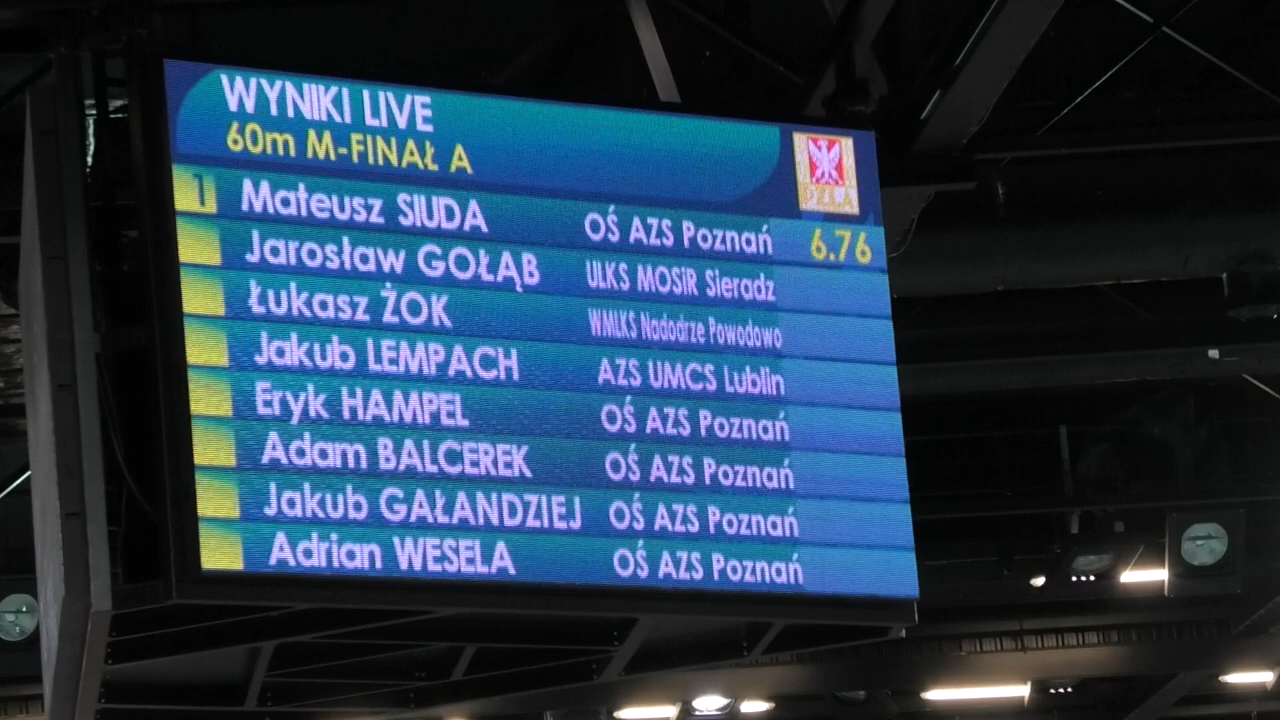 WYNIKI LIVE
60m M-FINAŁ A
1 Mateusz SIUDA OŚ AZS Poznań 6.76
Jarosław GOŁĄB ULKS MOSiR Sieradz
Łukasz ŻOK WMLKS Nadodrze Powodowo
Jakub LEMPACH AZS UMCS Lublin
Eryk HAMPEL OŚ AZS Poznań
Adam BALCEREK OŚ AZS Poznań
Jakub GAŁANDZIEJ OŚ AZS Poznań
Adrian WESELA OŚ AZS Poznań